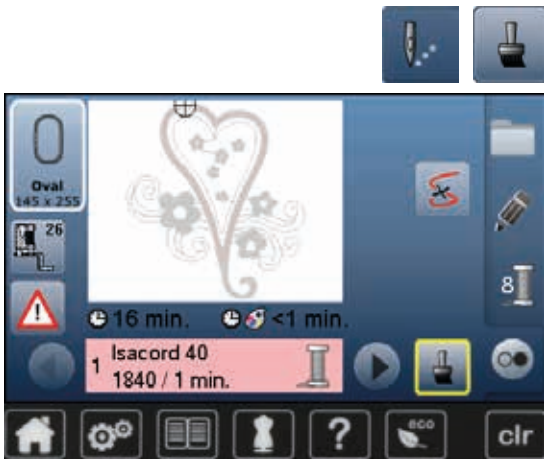 Oval
145 x 255
26
8
16 min.
<1 min.
1
Isacord 40
1840 / 1 min.
?
eco
clr